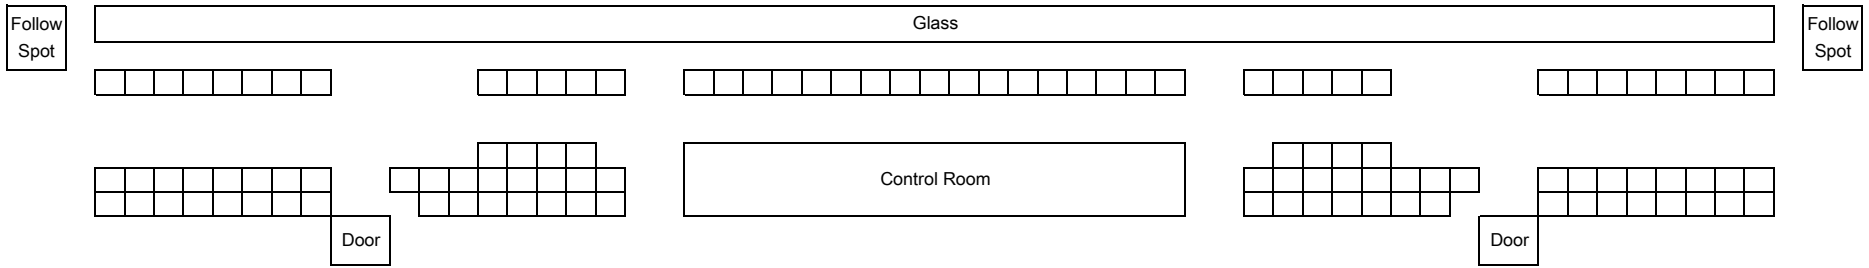 Follow
Spot
Glass
Follow
Spot
Control Room
Door
Door